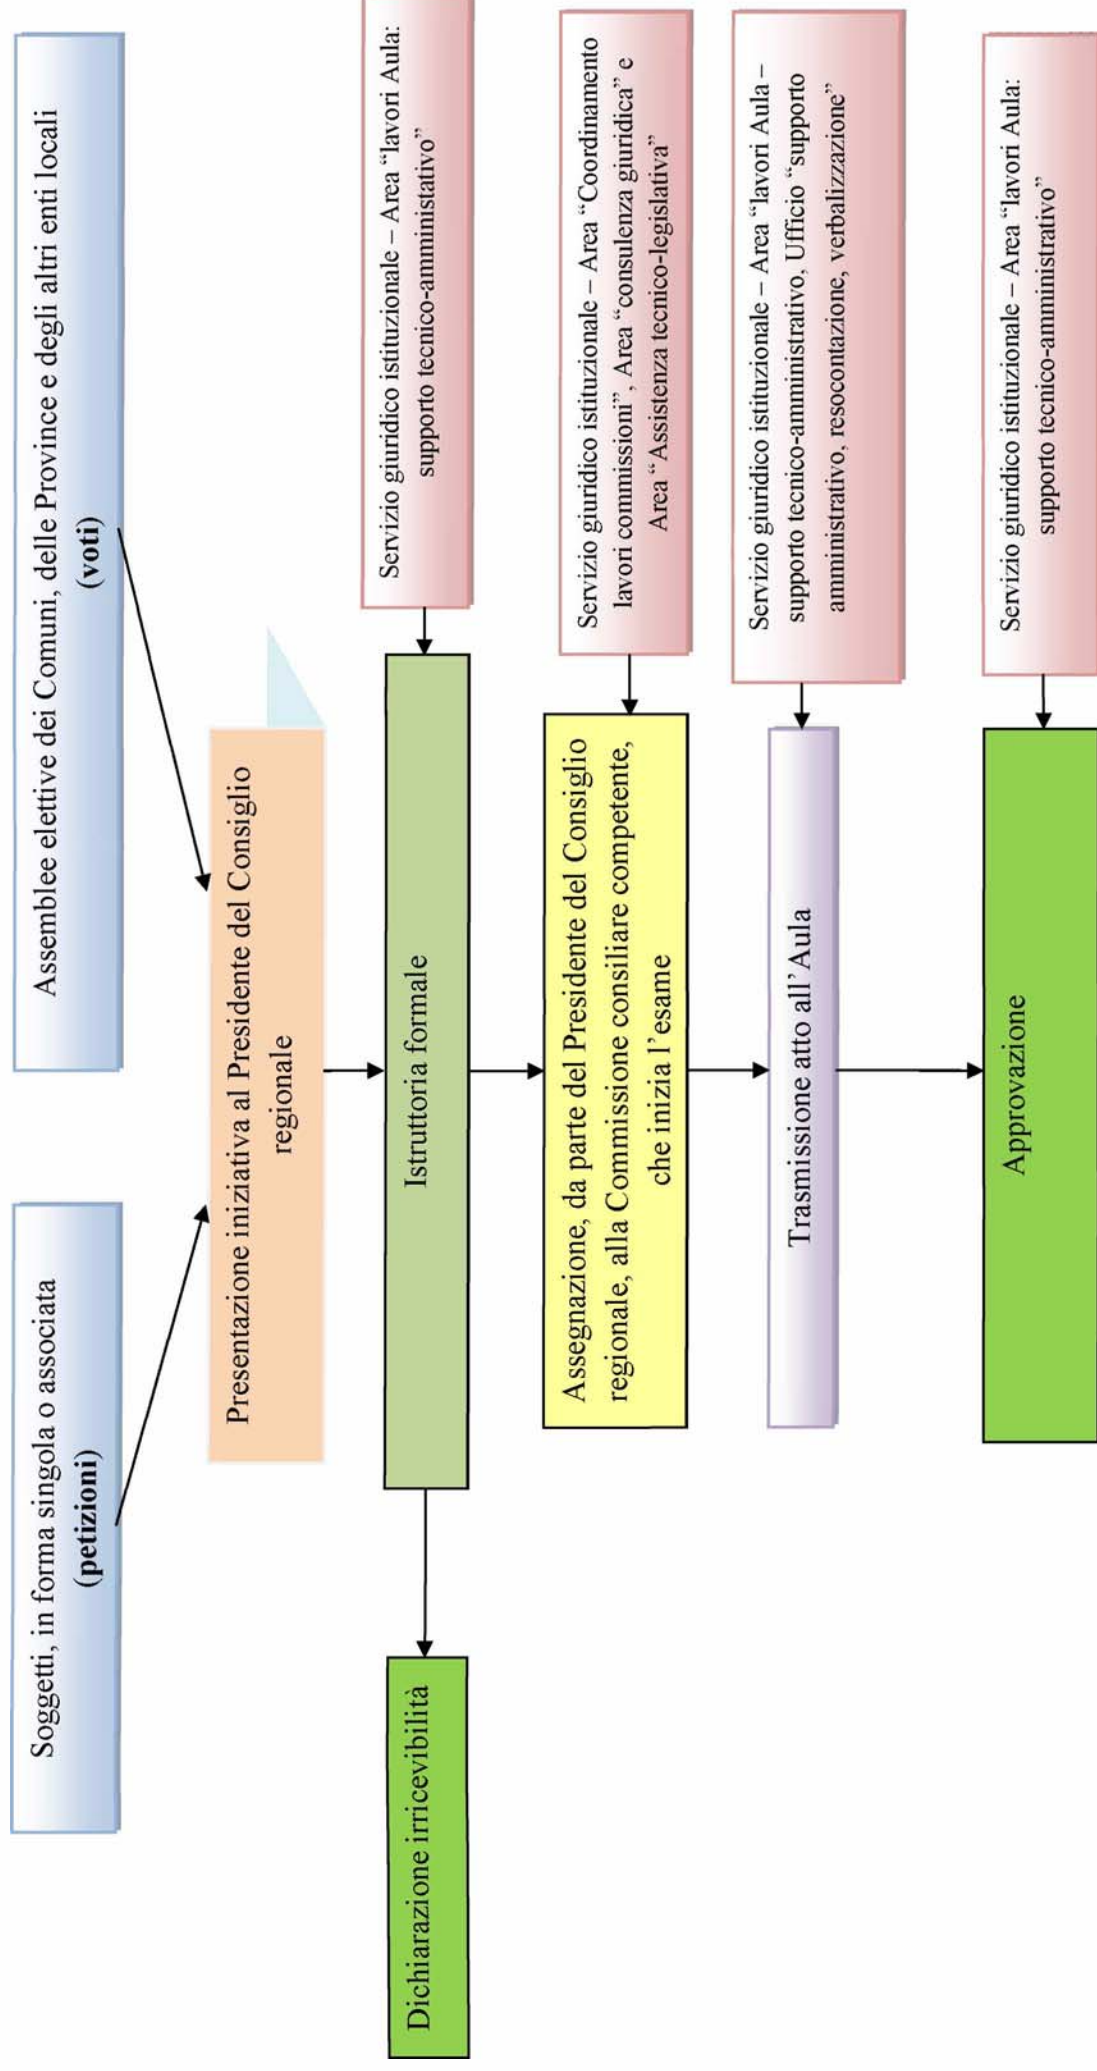 Soggetti, in forma singola o associata
(petizioni)
Assemblee elettive dei Comuni, delle Province e degli altri enti locali
(voti)
Presentazione iniziativa al Presidente del Consiglio
regionale
Dichiarazione irricevibilità
Istruttoria formale
Servizio giuridico istituzionale – Area “lavori Aula:
supporto tecnico-amministativo”
Assegnazione, da parte del Presidente del Consiglio
regionale, alla Commissione consiliare competente,
che inizia l’esame
Servizio giuridico istituzionale – Area “Coordinamento
lavori commissioni”, Area “consulenza giuridica” e
Area “Assistenza tecnico-legislativa”
Trasmissione atto all’Aula
Servizio giuridico istituzionale – Area “lavori Aula –
supporto tecnico-amministrativo, Ufficio “supporto
amministrativo, resocontazione, verbalizzazione”
Approvazione
Servizio giuridico istituzionale – Area “lavori Aula:
supporto tecnico-amministrativo”